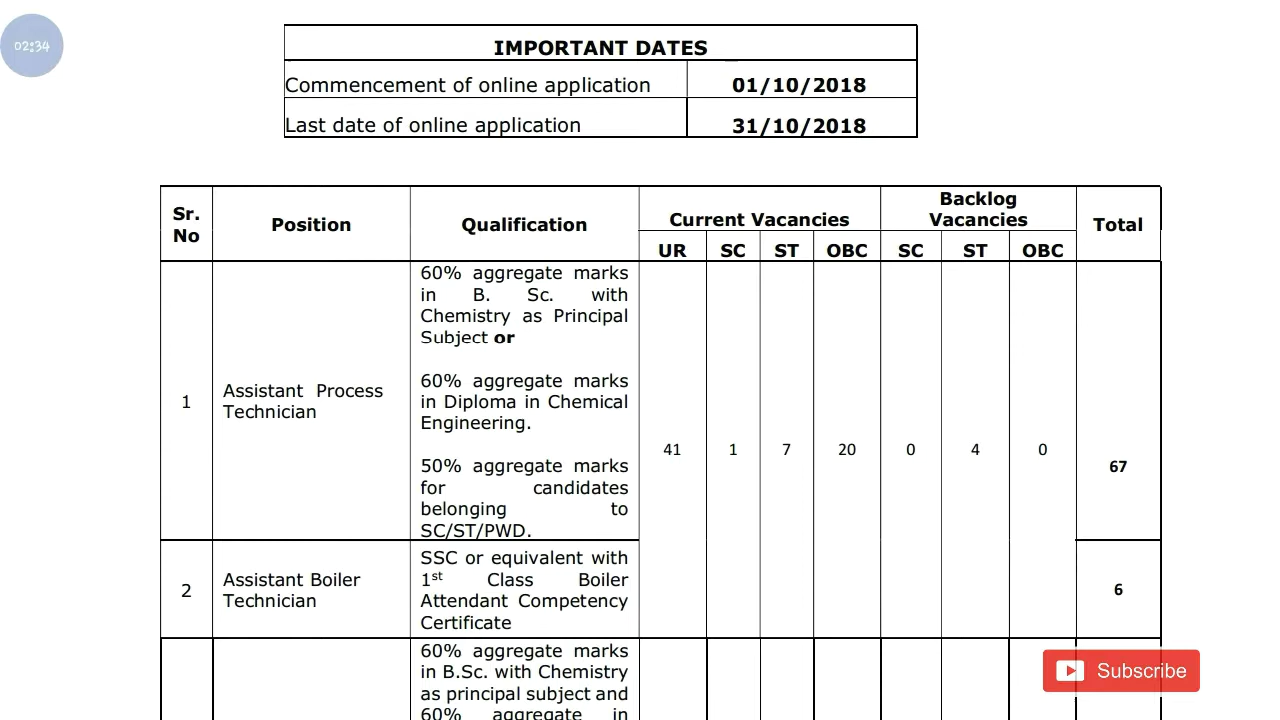 02:34
IMPORTANT DATES
Commencement of online application 01/10/2018
Last date of online application 31/10/2018
Sr. No Position Qualification Current Vacancies Backlog Vacancies Total
UR SC ST OBC SC ST OBC
1 Assistant Process Technician
60% aggregate marks
in B. Sc. with
Chemistry as Principal
Subject or
60% aggregate marks
in Diploma in Chemical
Engineering.
50% aggregate marks
for candidates
belonging to
SC/ST/PWD.
41 1 7 20 0 4 0 67
2 Assistant Boiler Technician
SSC or equivalent with
1st Class Boiler
Attendant Competency
Certificate
6
60% aggregate marks
in B.Sc. with Chemistry
as principal subject and
60% aggregate in
Subscribe